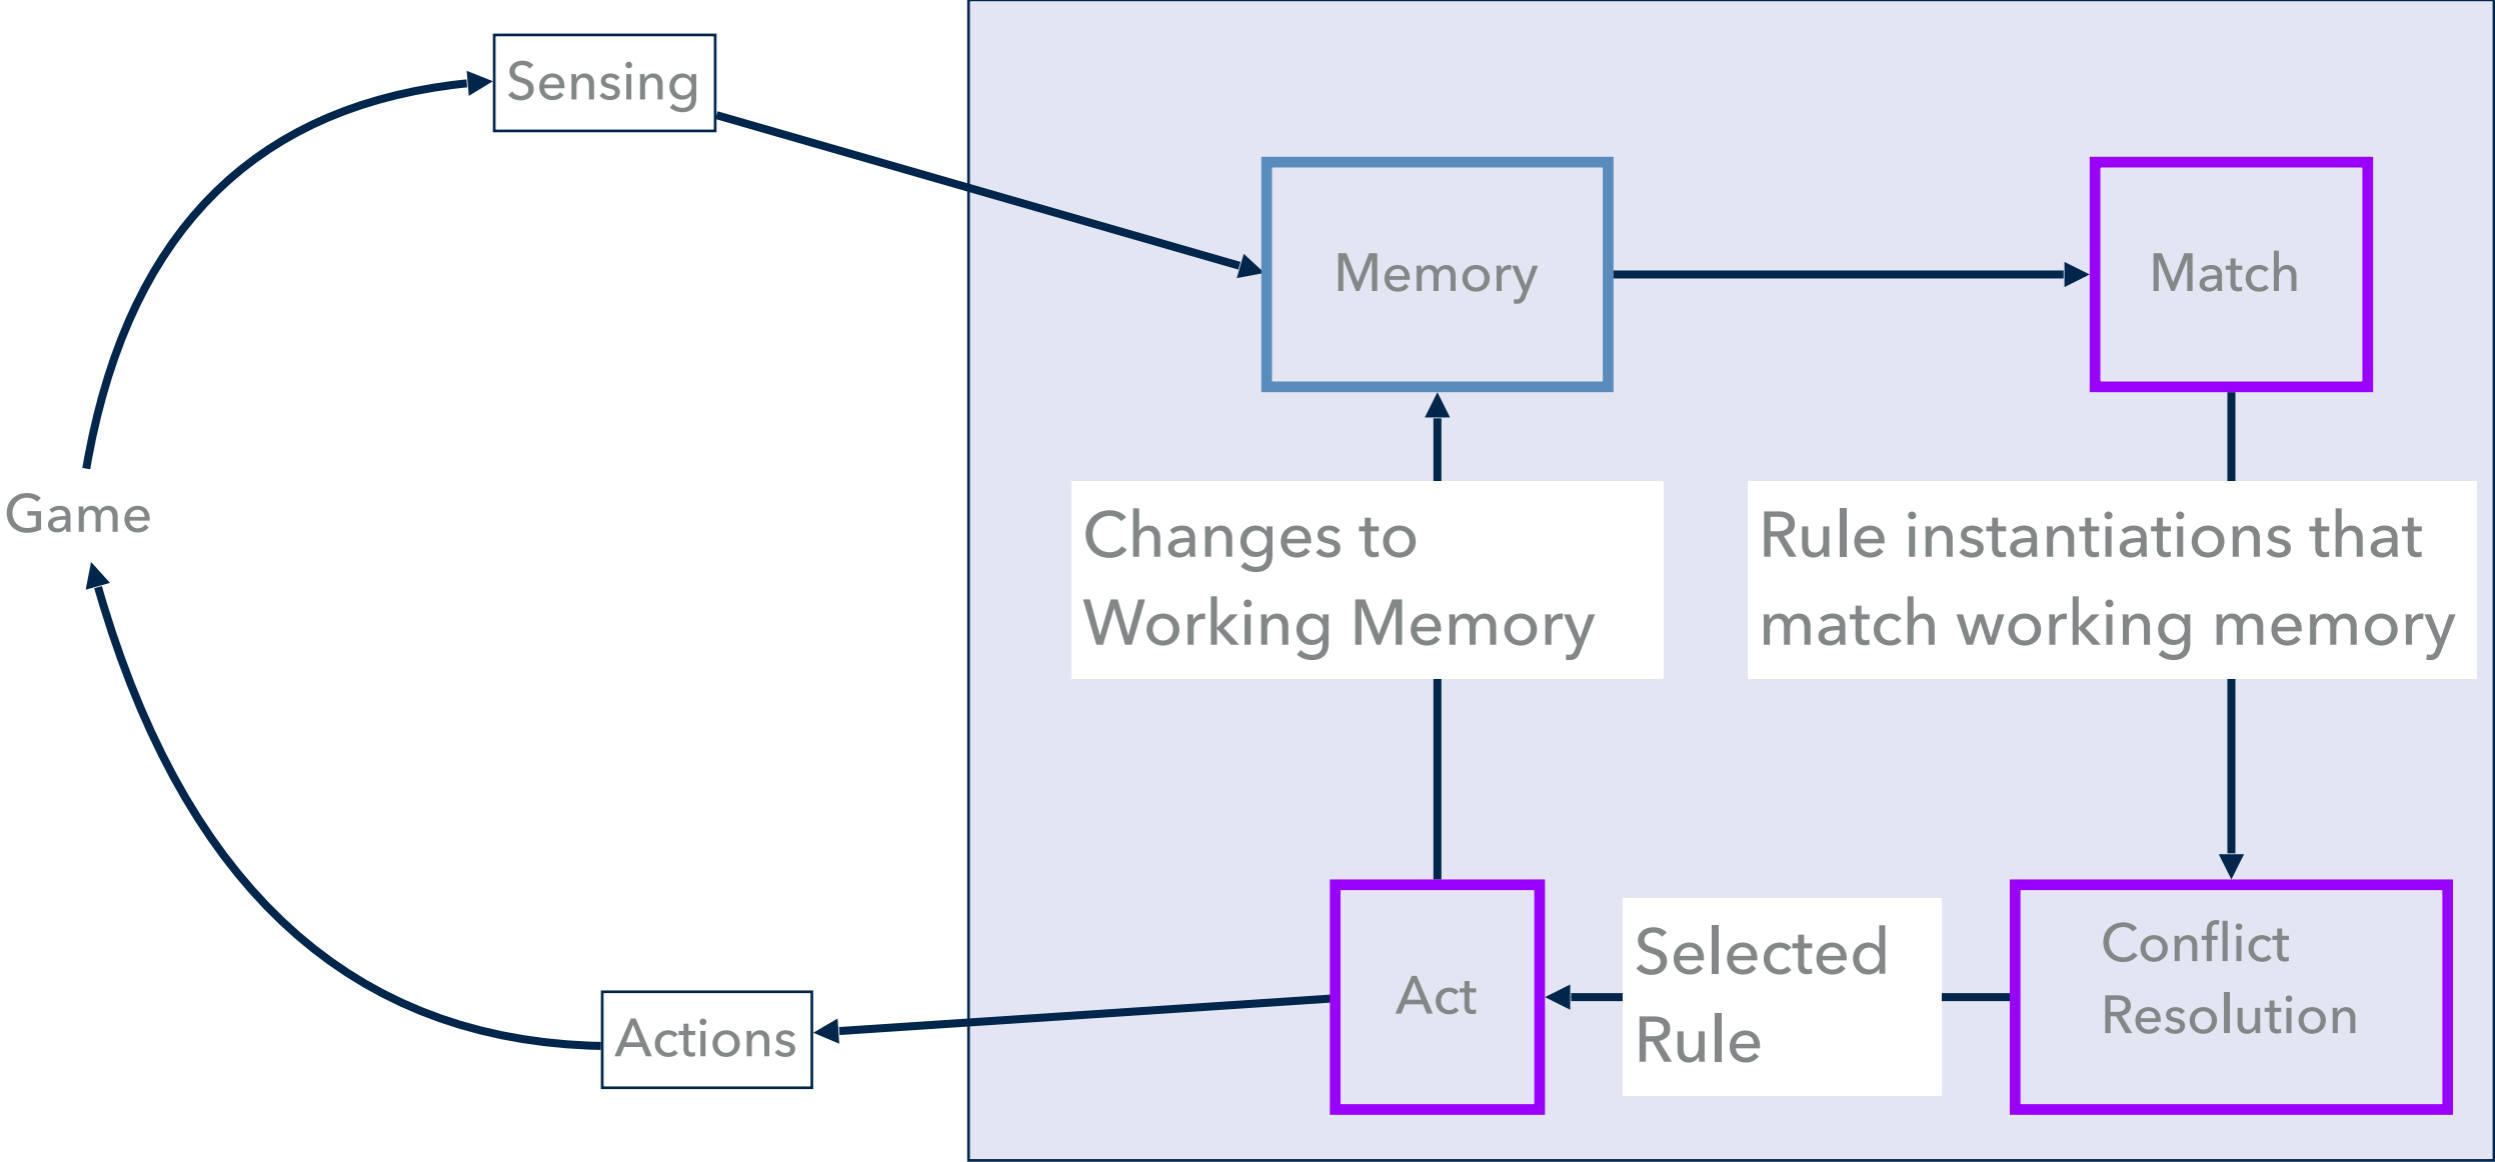 Sensing
Memory
Match
Game
Changes to
Working Memory
Rule instantiations that
match working memory
Actions
Act
Selected
Rule
Conflict
Resolution